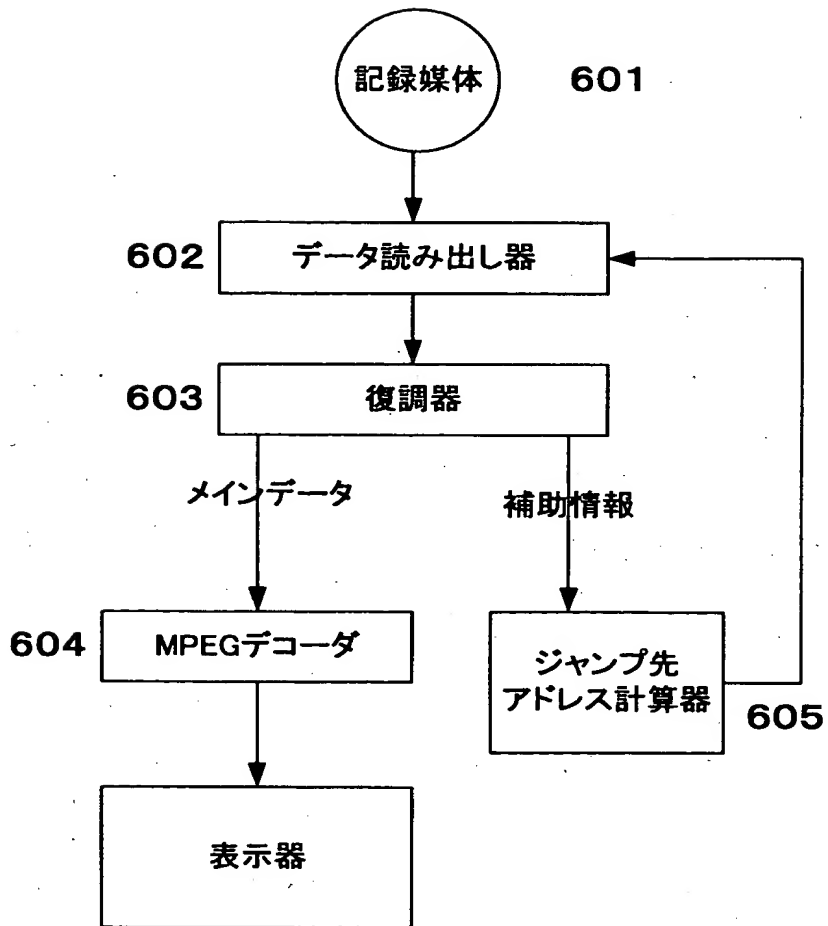 記録媒体
601
602
データ読み出し器
603
復調器
メインデータ
補助情報
604
MPEGデコーダ
ジャンプ先
アドレス計算器
605
表示器